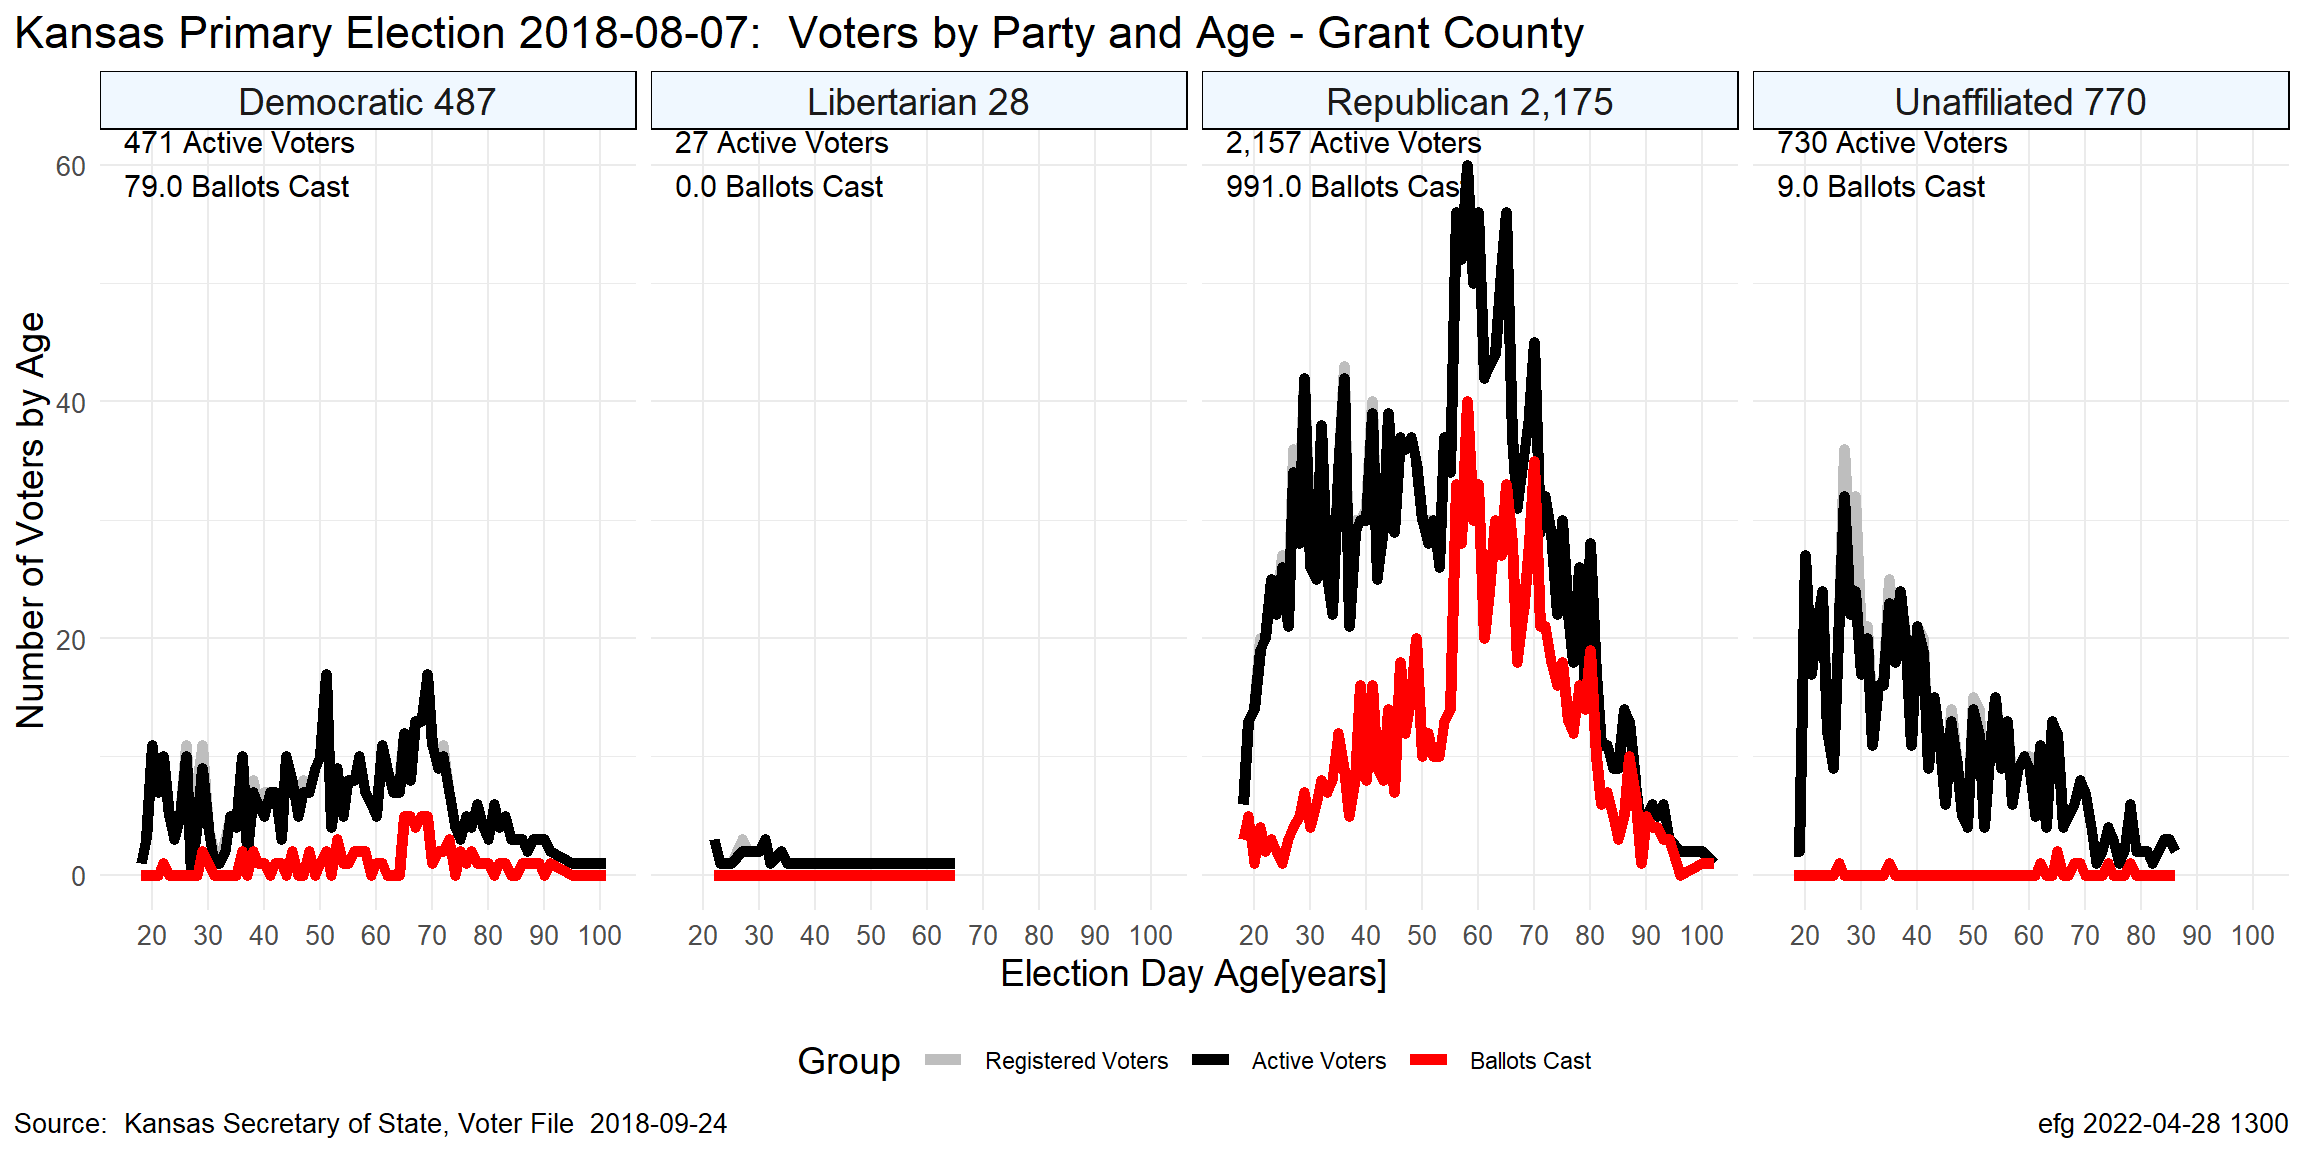 Kansas Primary Election 2018-08-07:  Voters by Party and Age - Grant County
Democratic 487
Libertarian 28
Republican 2,175
Unaffiliated 770
471 Active Voters
79.0 Ballots Cast
27 Active Voters
0.0 Ballots Cast
2,157 Active Voters
991.0 Ballots Cast
730 Active Voters
9.0 Ballots Cast
Number of Voters by Age
60
40
20
0
20 30 40 50 60 70 80 90 100
20 30 40 50 60 70 80 90 100
20 30 40 50 60 70 80 90 100
20 30 40 50 60 70 80 90 100
Election Day Age[years]
Group Registered Voters Active Voters Ballots Cast
Source:  Kansas Secretary of State, Voter File  2018-09-24
efg 2022-04-28 1300